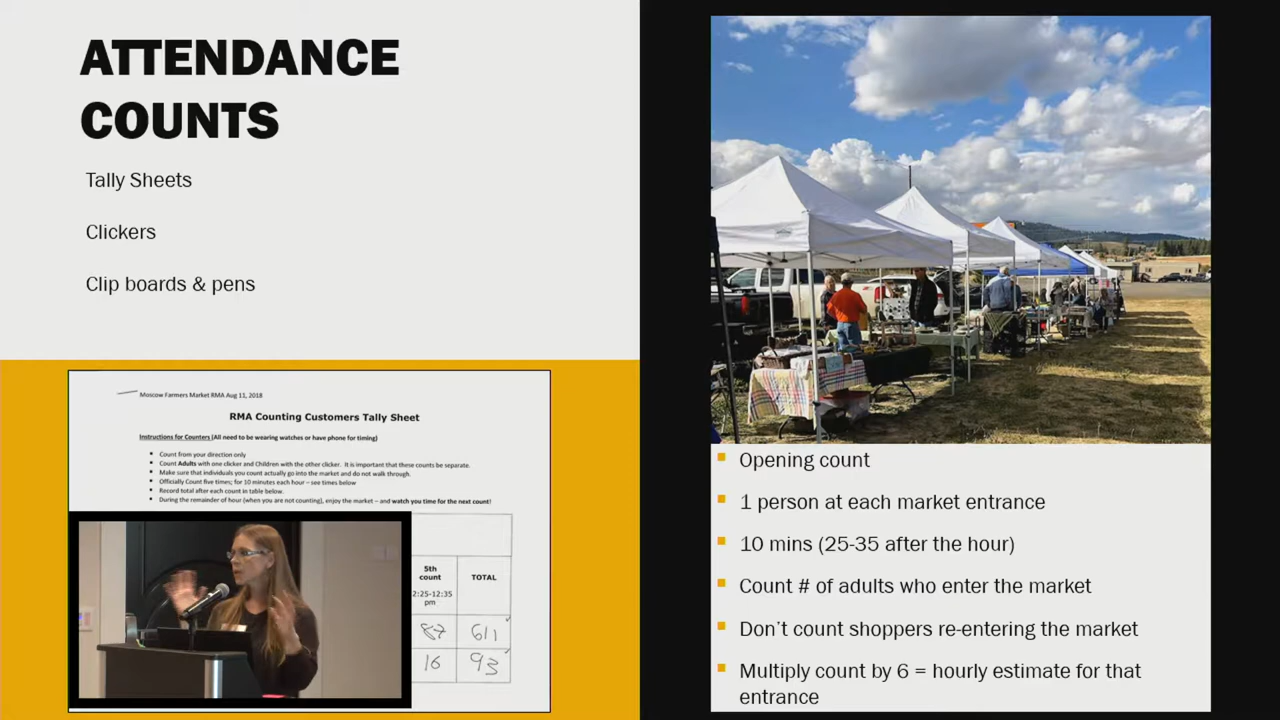 ATTENDANCE
COUNTS
Tally Sheets
Clickers
Clip boards & pens
Moscow Farmers Market RMA Aug 11, 2018
RMA Counting Customers Tally Sheet
Instructions for Counters (All need to be wearing watches or have phone for timing)
Count from your direction only
Count Adults with one clicker and Children with the other clicker. It is important that these counts be separate.
Make sure that individuals you count actually go into the market and do not walk through.
Officially Count five times; for 10 minutes each hour – see times below
Record total after each count in table below.
During the remainder of hour (when you are not counting), enjoy the market – and watch you time for the next count!
5th
count
TOTAL
2:25-12:35
pm
87 611
16 93
Opening count
1 person at each market entrance
10 mins (25-35 after the hour)
Count # of adults who enter the market
Don't count shoppers re-entering the market
Multiply count by 6 = hourly estimate for that
entrance